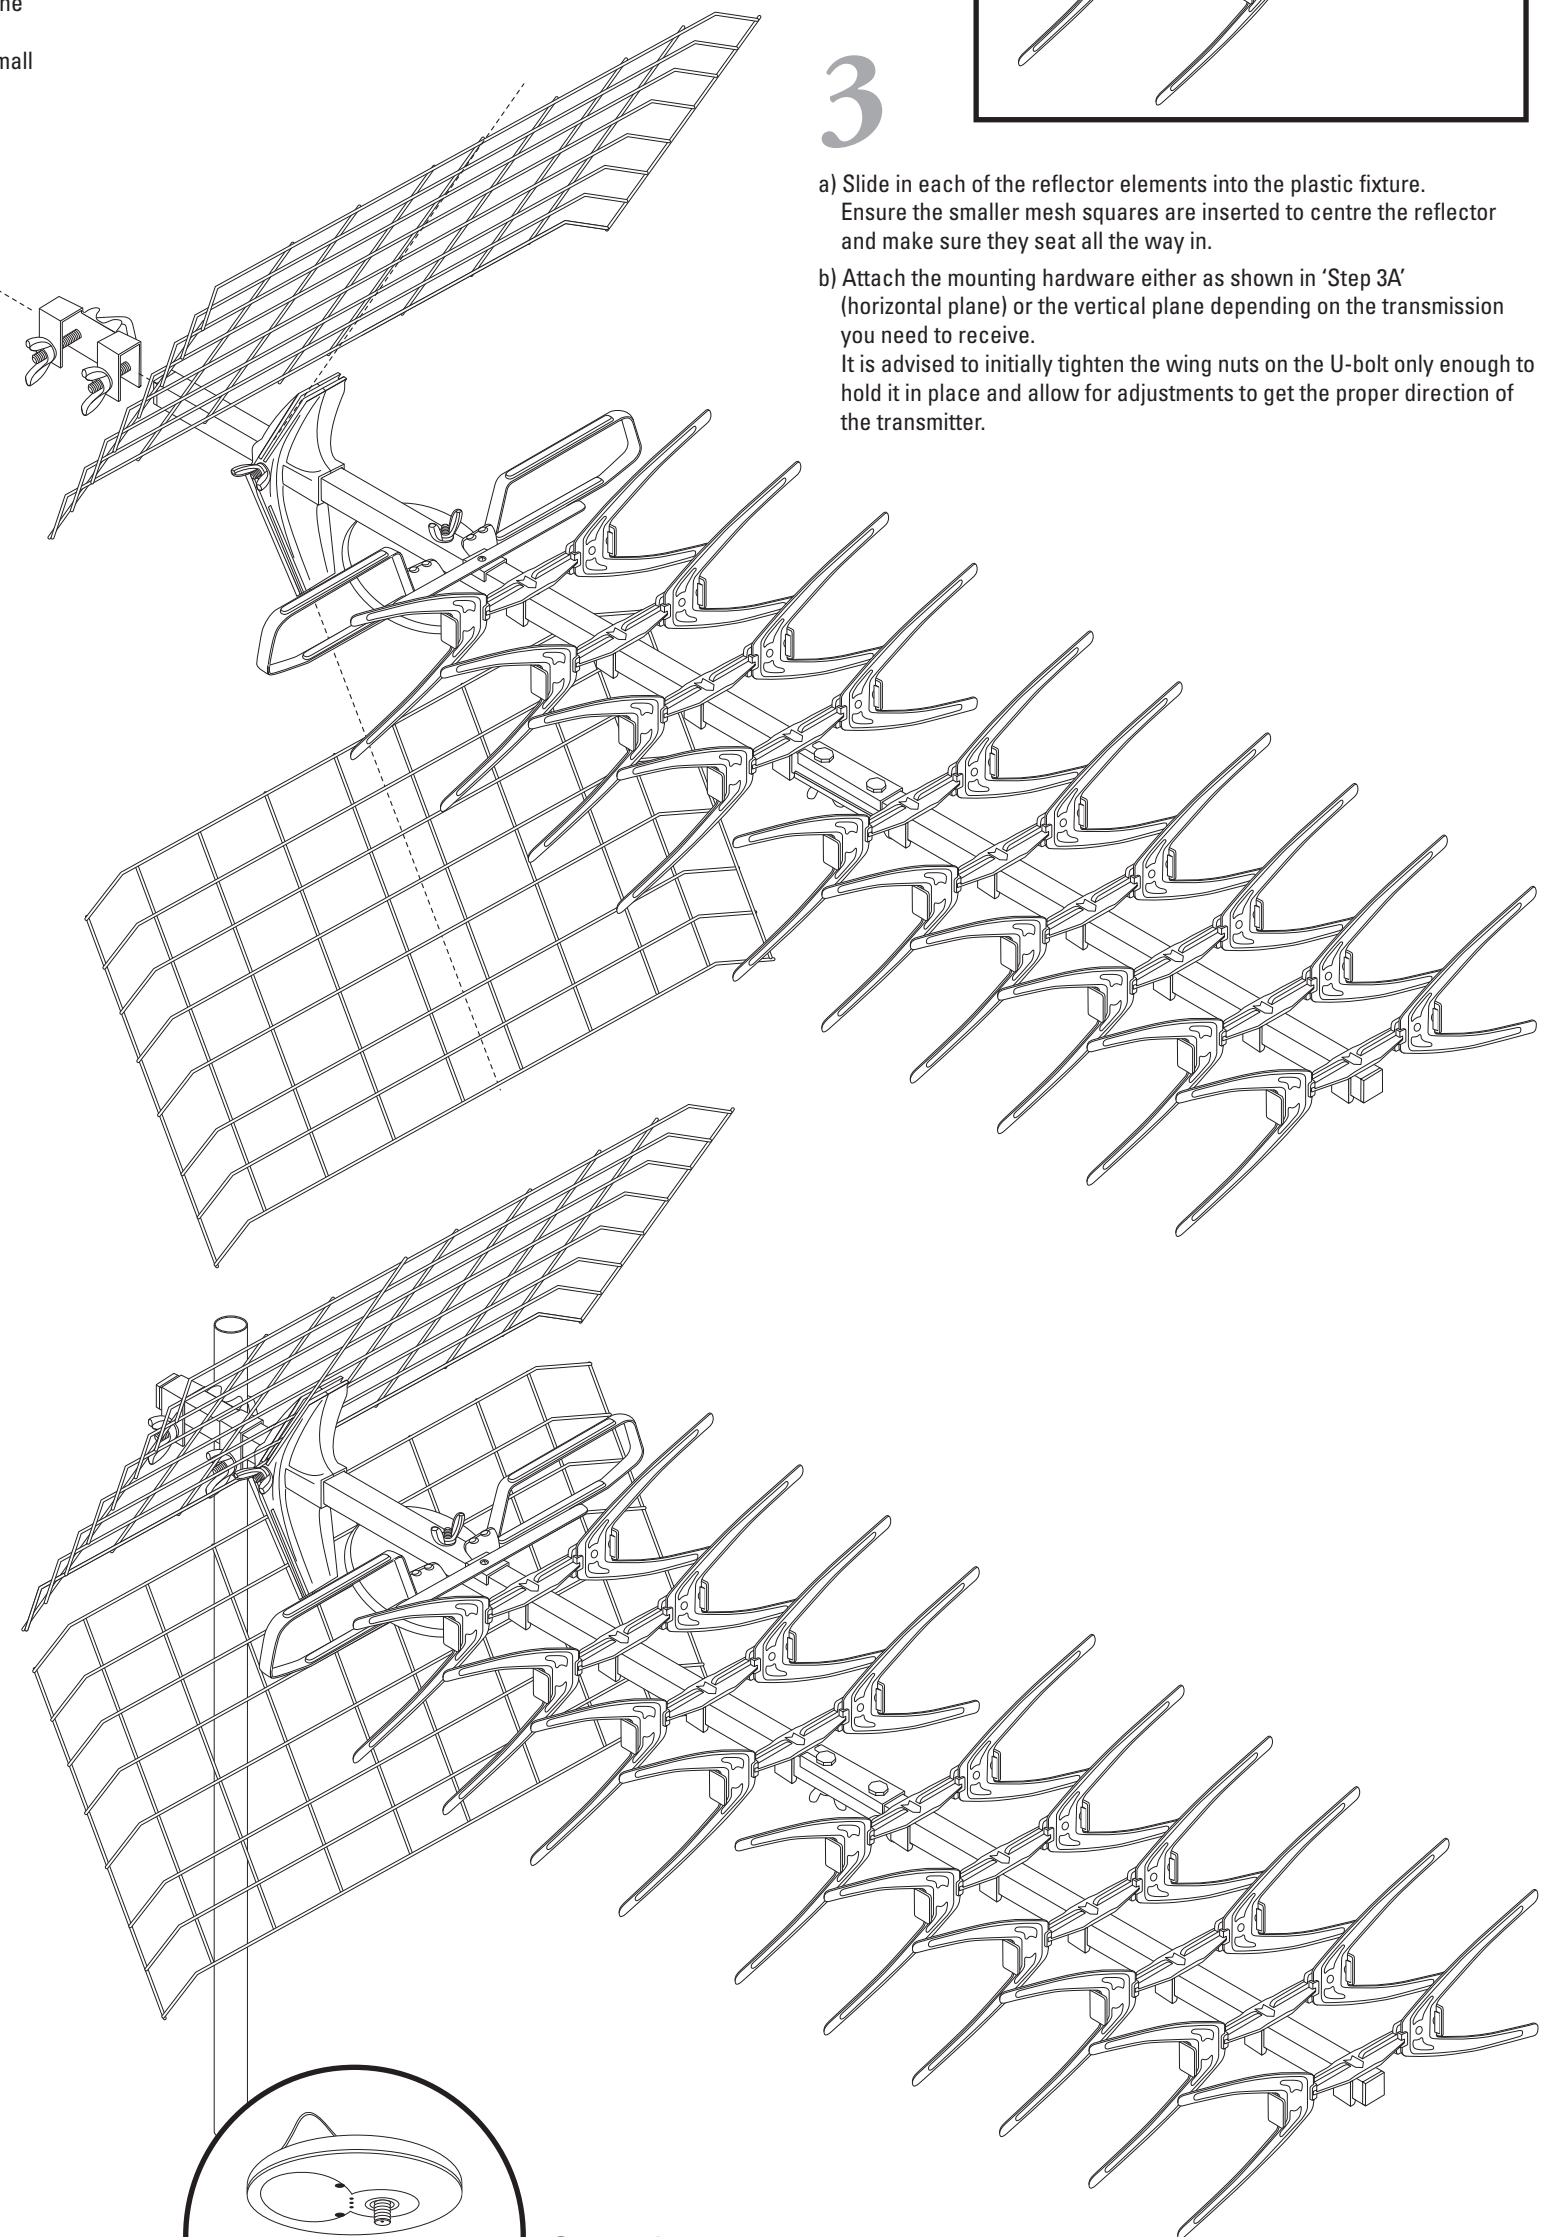 3
a) Slide in each of the reflector elements into the plastic fixture.
Ensure the smaller mesh squares are inserted to centre the reflector
and make sure they seat all the way in.
b) Attach the mounting hardware either as shown in ‘Step 3A’
(horizontal plane) or the vertical plane depending on the transmission
you need to receive.
It is advised to initially tighten the wing nuts on the U-bolt only enough to
hold it in place and allow for adjustments to get the proper direction of
the transmitter.